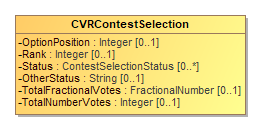 CVRContestSelection
-OptionPosition : Integer [0..1]
-Rank : Integer [0..1]
-Status : ContestSelectionStatus [0..*]
-OtherStatus : String [0..1]
-TotalFractionalVotes : FractionalNumber [0..1]
-TotalNumberVotes : Integer [0..1]